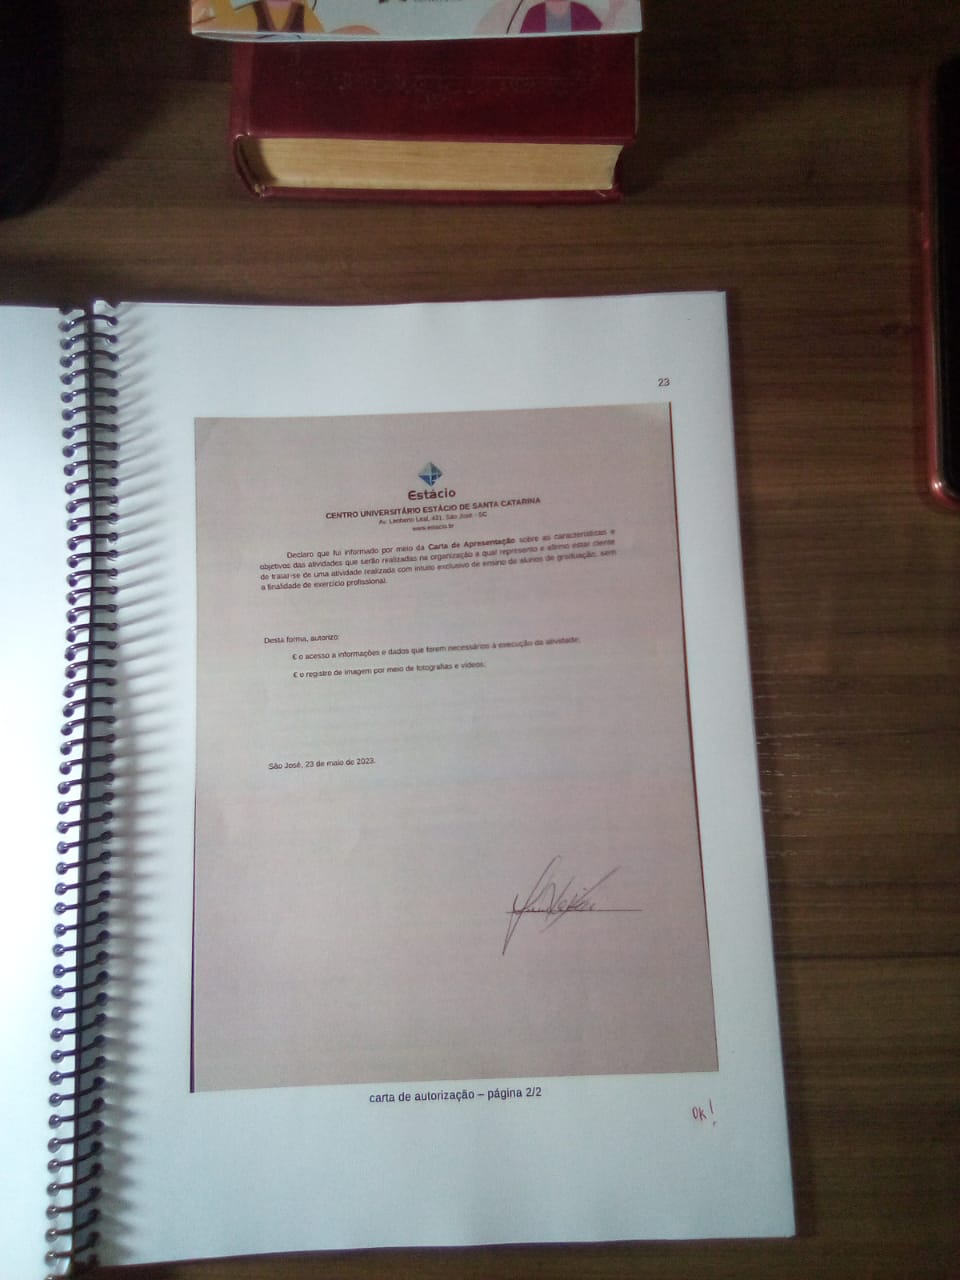 23
Estácio
CENTRO UNIVERSITÁRIO ESTÁCIO DE SANTA CATARINA
Av. Leoberto Leal, 431, São José - SC
www.estacio.br
Declaro que fui informado por meio da Carta de Apresentação sobre as características e
objetivos das atividades que serão realizadas na organização a qual represento e afirmo estar ciente
de tratar-se de uma atividade realizada com intuito exclusivo de ensino de alunos de graduação, sem
a finalidade de exercício profissional.
Desta forma, autorizo:
€ o acesso a informações e dados que forem necessários à execução da atividade;
€ o registro de imagem por meio de fotografias e vídeos;
São José, 23 de maio de 2023.
carta de autorização – página 2/2
OK!